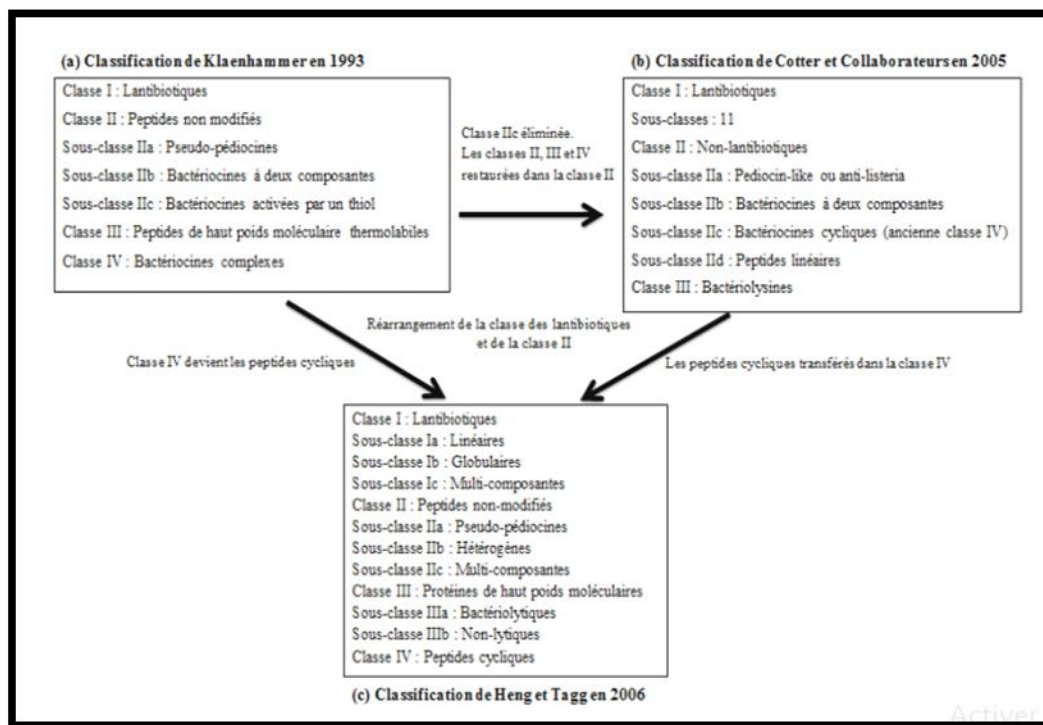 (a) Classification de Klaenhammer en 1993
Classe I : Lantibiotiques
Classe II : Peptides non modifiés
Sous-classe IIa : Pseudo-pédiocines
Sous-classe IIb : Bactériocines à deux composantes
Sous-classe IIc : Bactériocines activées par un thiol
Classe III : Peptides de haut poids moléculaire thermolabiles
Classe IV : Bactériocines complexes
Classe IIc éliminée.
Les classes II, III et IV
restaurées dans la classe II
(b) Classification de Cotter et Collaborateurs en 2005
Classe I : Lantibiotiques
Sous-classes : 11
Classe II : Non-lantibiotiques
Sous-classe IIa : Pediocin-like ou anti-listeria
Sous-classe IIb : Bactériocines à deux composantes
Sous-classe IIc : Bactériocines cycliques (ancienne classe IV)
Sous-classe IId : Peptides linéaires
Classe III : Bactériolysines
Réarrangement de la classe des lantibiotiques
et de la classe II
Classe IV devient les peptides cycliques
Les peptides cycliques transférés dans la classe IV
Classe I : Lantibiotiques
Sous-classe Ia : Linéaires
Sous-classe Ib : Globulaires
Sous-classe Ic : Multi-composantes
Classe II : Peptides non-modifiés
Sous-classe IIa : Pseudo-pédiocines
Sous-classe IIb : Hétérogènes
Sous-classe IIc : Multi-composantes
Classe III : Protéines de haut poids moléculaires
Sous-classe IIIa : Bactériolytiques
Sous-classe IIIb : Non-lytiques
Classe IV : Peptides cycliques
(c) Classification de Heng et Tagg en 2006
Activer